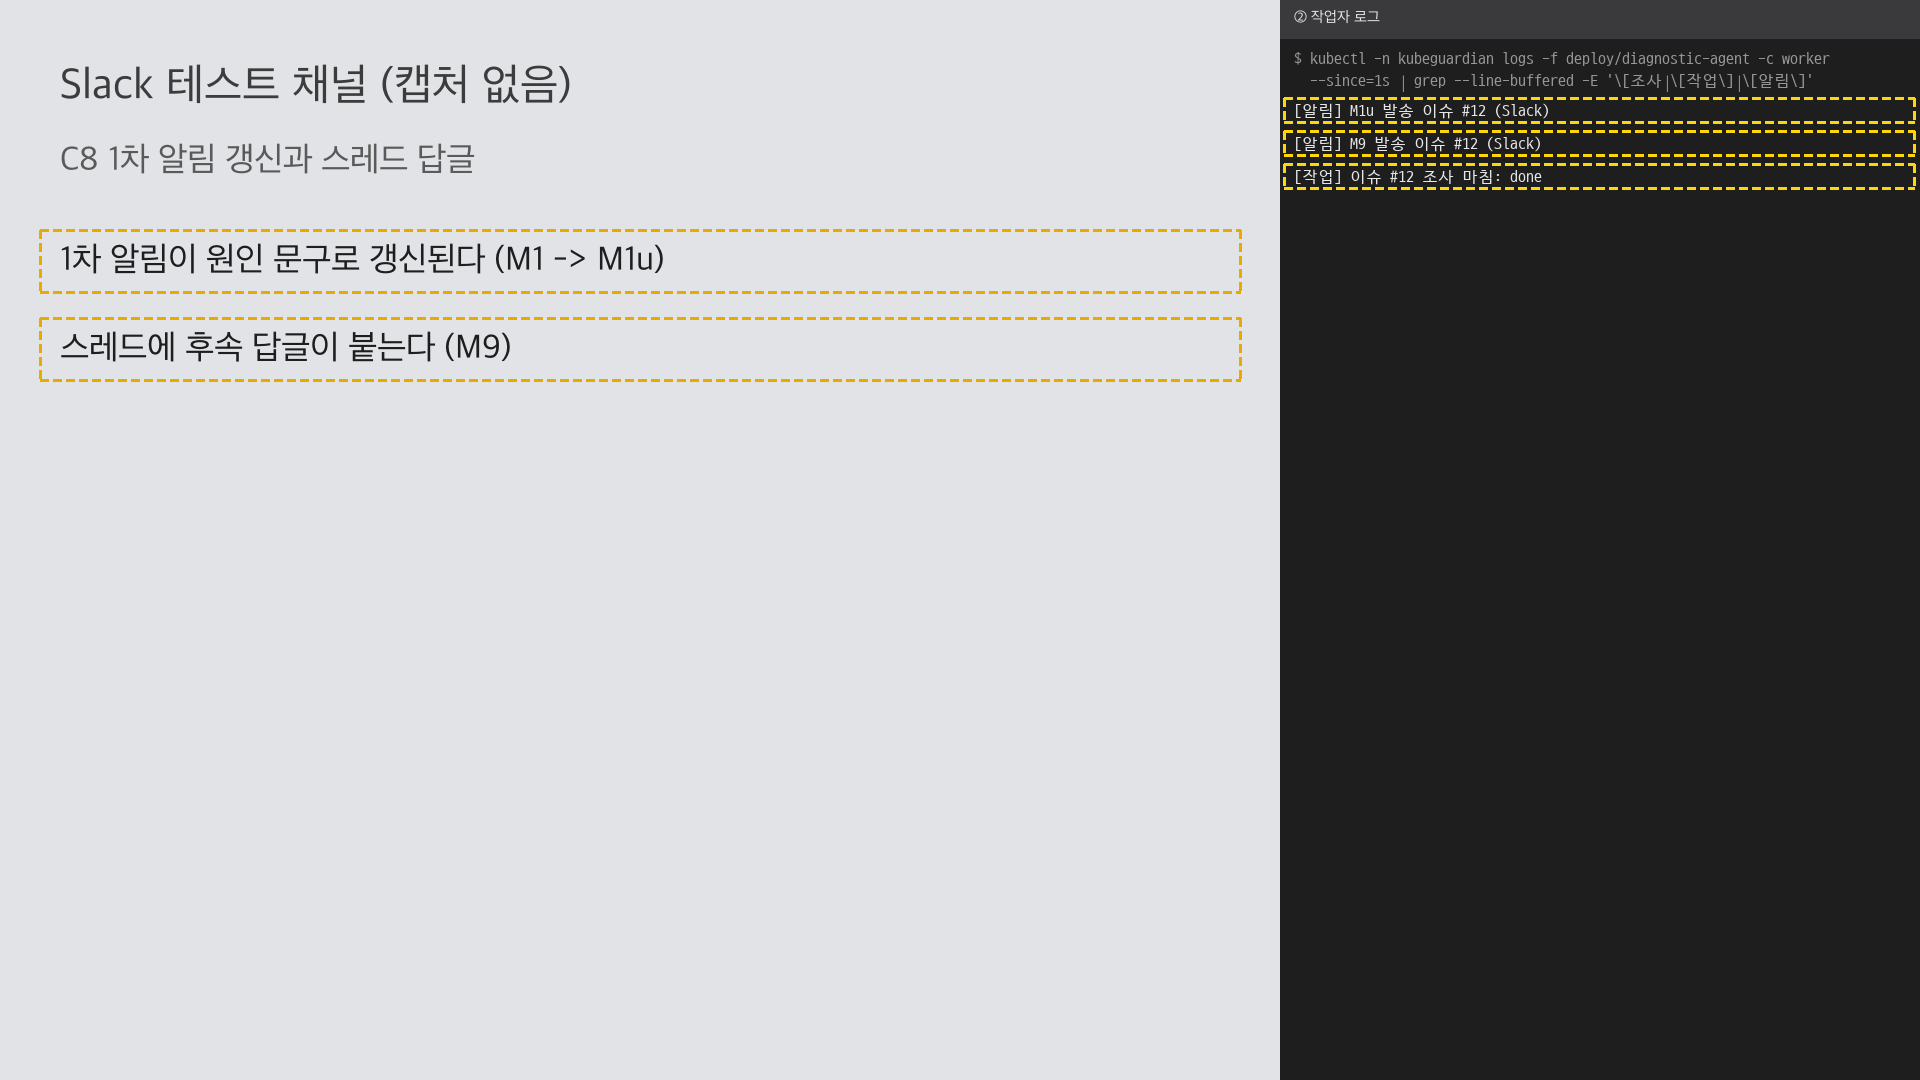 Slack 테스트 채널 (캡처 없음)
C8 1차 알림 갱신과 스레드 답글
1차 알림이 원인 문구로 갱신된다 (M1 -> M1u)
스레드에 후속 답글이 붙는다 (M9)
② 작업자 로그
$ kubectl -n kubeguardian logs -f deploy/diagnostic-agent -c worker
--since=1s | grep --line-buffered -E '\[조사|\[작업\]|\[알림\]'
[알림] M1u 발송 이슈 #12 (Slack)
[알림] M9 발송 이슈 #12 (Slack)
[작업] 이슈 #12 조사 마침: done